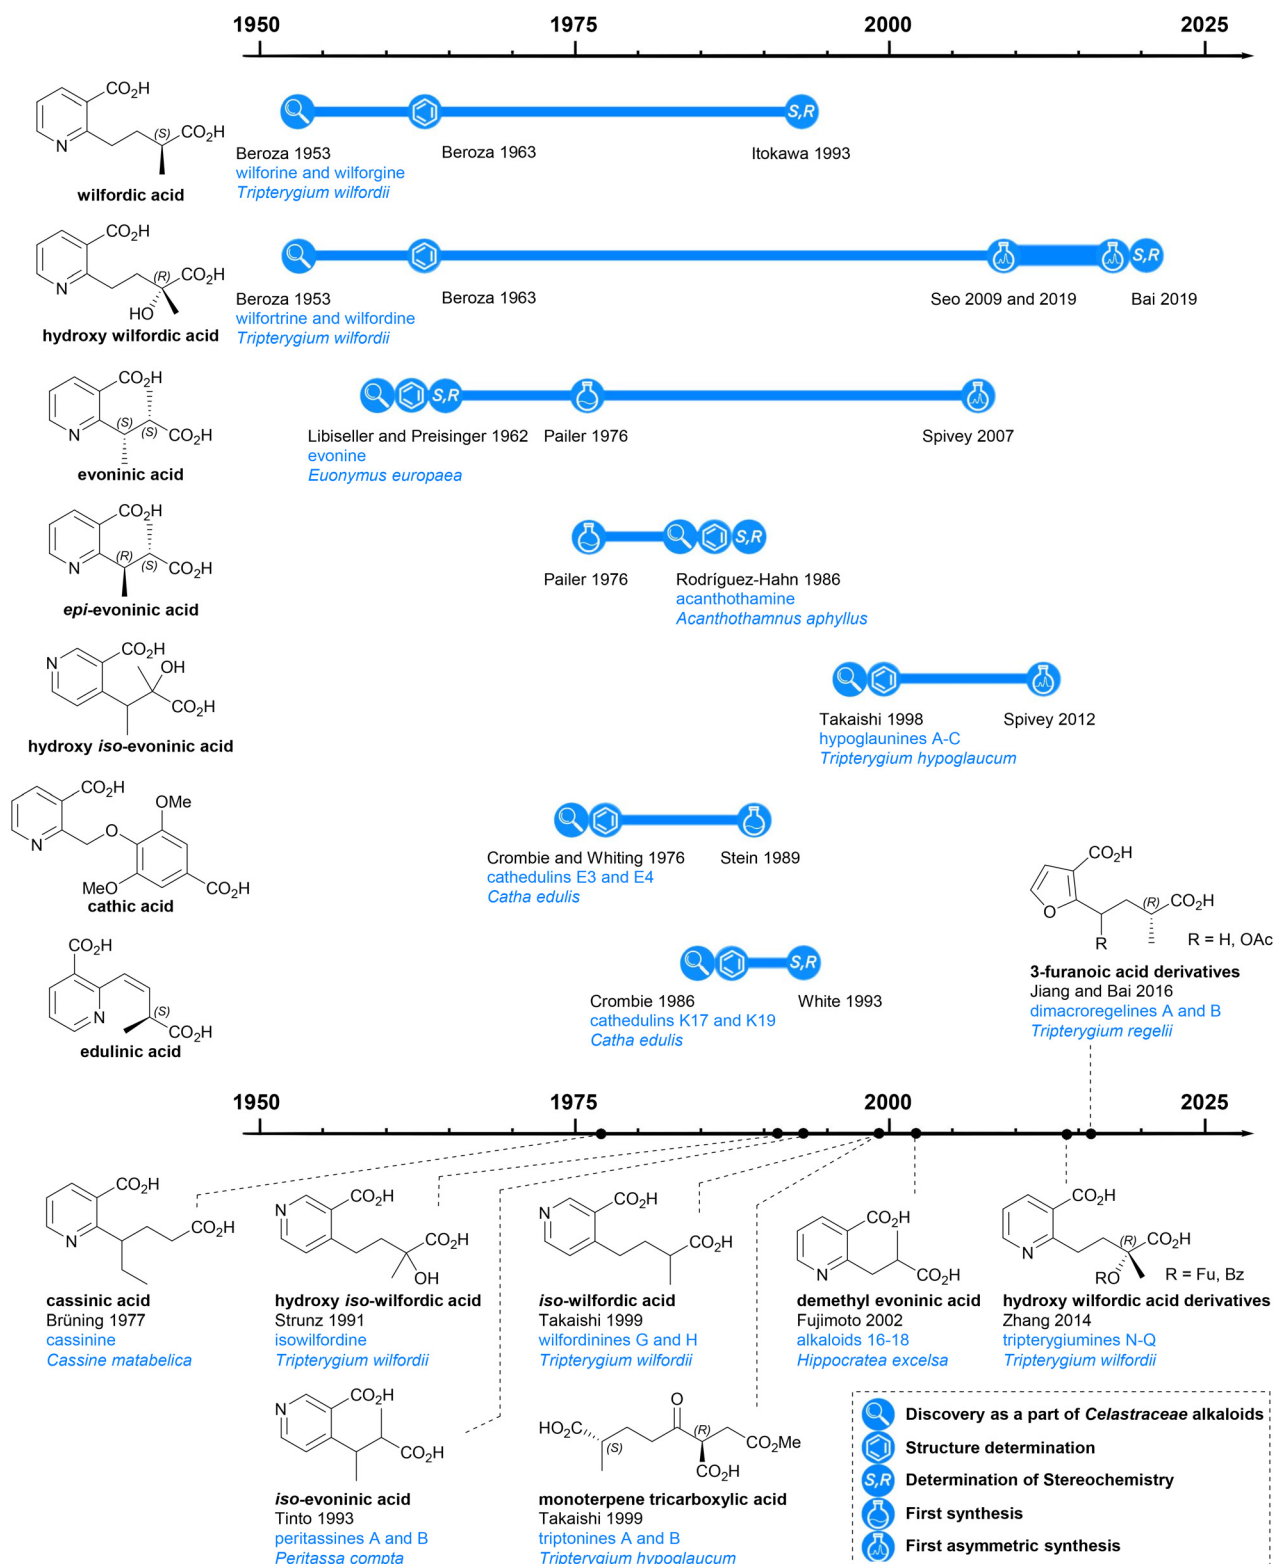 1950 1975 2000 2025
CO₂H
N
(S)
CO₂H
wilfordic acid
S,R
Beroza 1953
wilforine and wilforgine
Tripterygium wilfordii
Beroza 1963
Itokawa 1993
CO₂H
N
(R)
CO₂H
HO
hydroxy wilfordic acid
S,R
Beroza 1953
wilfortrine and wilfordine
Tripterygium wilfordii
Beroza 1963
Seo 2009 and 2019
Bai 2019
CO₂H
N
(S)
(S)
CO₂H
evoninic acid
S,R
Libiseller and Preisinger 1962
evonine
Euonymus europaea
Pailer 1976
Spivey 2007
CO₂H
N
(R)
(S)
CO₂H
epi-evoninic acid
S,R
Pailer 1976
Rodríguez-Hahn 1986
acanthothamine
Acanthothamnus aphyllus
N
CO₂H
OH
CO₂H
hydroxy iso-evoninic acid
Takaishi 1998
hypoglaunines A-C
Tripterygium hypoglaucum
Spivey 2012
CO₂H
N
O
OMe
MeO
CO₂H
cathic acid
Crombie and Whiting 1976
cathedulins E3 and E4
Catha edulis
Stein 1989
CO₂H
O
R
(R)
CO₂H
R = H, OAc
3-furanoic acid derivatives
Jiang and Bai 2016
dimacroregelines A and B
Tripterygium regelii
CO₂H
N
(S)
CO₂H
edulinic acid
S,R
Crombie 1986
cathedulins K17 and K19
Catha edulis
White 1993
1950 1975 2000 2025
CO₂H
N
CO₂H
cassinic acid
Brüning 1977
cassinine
Cassine matabelica
N
CO₂H
CO₂H
OH
hydroxy iso-wilfordic acid
Strunz 1991
isowilfordine
Tripterygium wilfordii
N
CO₂H
CO₂H
iso-wilfordic acid
Takaishi 1999
wilfordinines G and H
Tripterygium wilfordii
CO₂H
N
CO₂H
demethyl evoninic acid
Fujimoto 2002
alkaloids 16-18
Hippocratea excelsa
CO₂H
N
(R)
CO₂H
RO
R = Fu, Bz
hydroxy wilfordic acid derivatives
Zhang 2014
tripterygiumines N-Q
Tripterygium wilfordii
N
CO₂H
CO₂H
iso-evoninic acid
Tinto 1993
peritassines A and B
Peritassa compta
HO₂C
(S)
O
(R)
CO₂Me
CO₂H
monoterpene tricarboxylic acid
Takaishi 1999
triptonines A and B
Tripterygium hypoglaucum
Discovery as a part of Celastraceae alkaloids
Structure determination
S,R Determination of Stereochemistry
First synthesis
First asymmetric synthesis